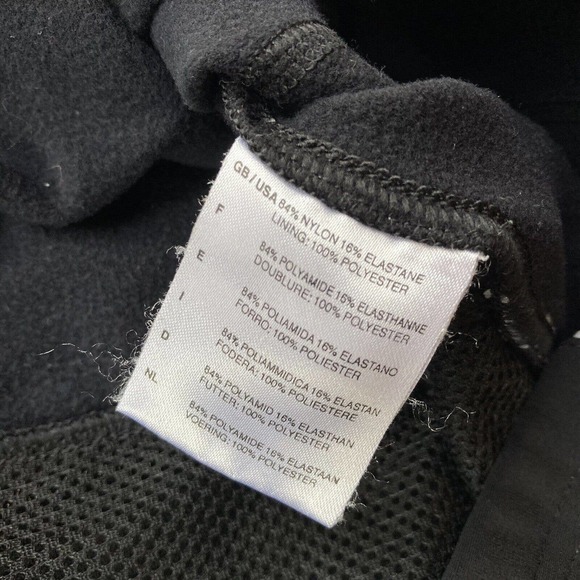 GB / USA 84% NYLON 16% ELASTANE
LINING: 100% POLYESTER
F 84% POLYAMIDE 16% ELASTHANNE
DOUBLURE: 100% POLYESTER
E 84% POLIAMIDA 16% ELASTANO
FORRO: 100% POLIESTER
I 84% POLIAMMIDICA 16% ELASTAN
FODERA: 100% POLIESTERE
D 84% POLYAMID 16% ELASTHAN
FUTTER: 100% POLYESTER
NL 84% POLYAMIDE 16% ELASTAAN
VOERING: 100% POLYESTER